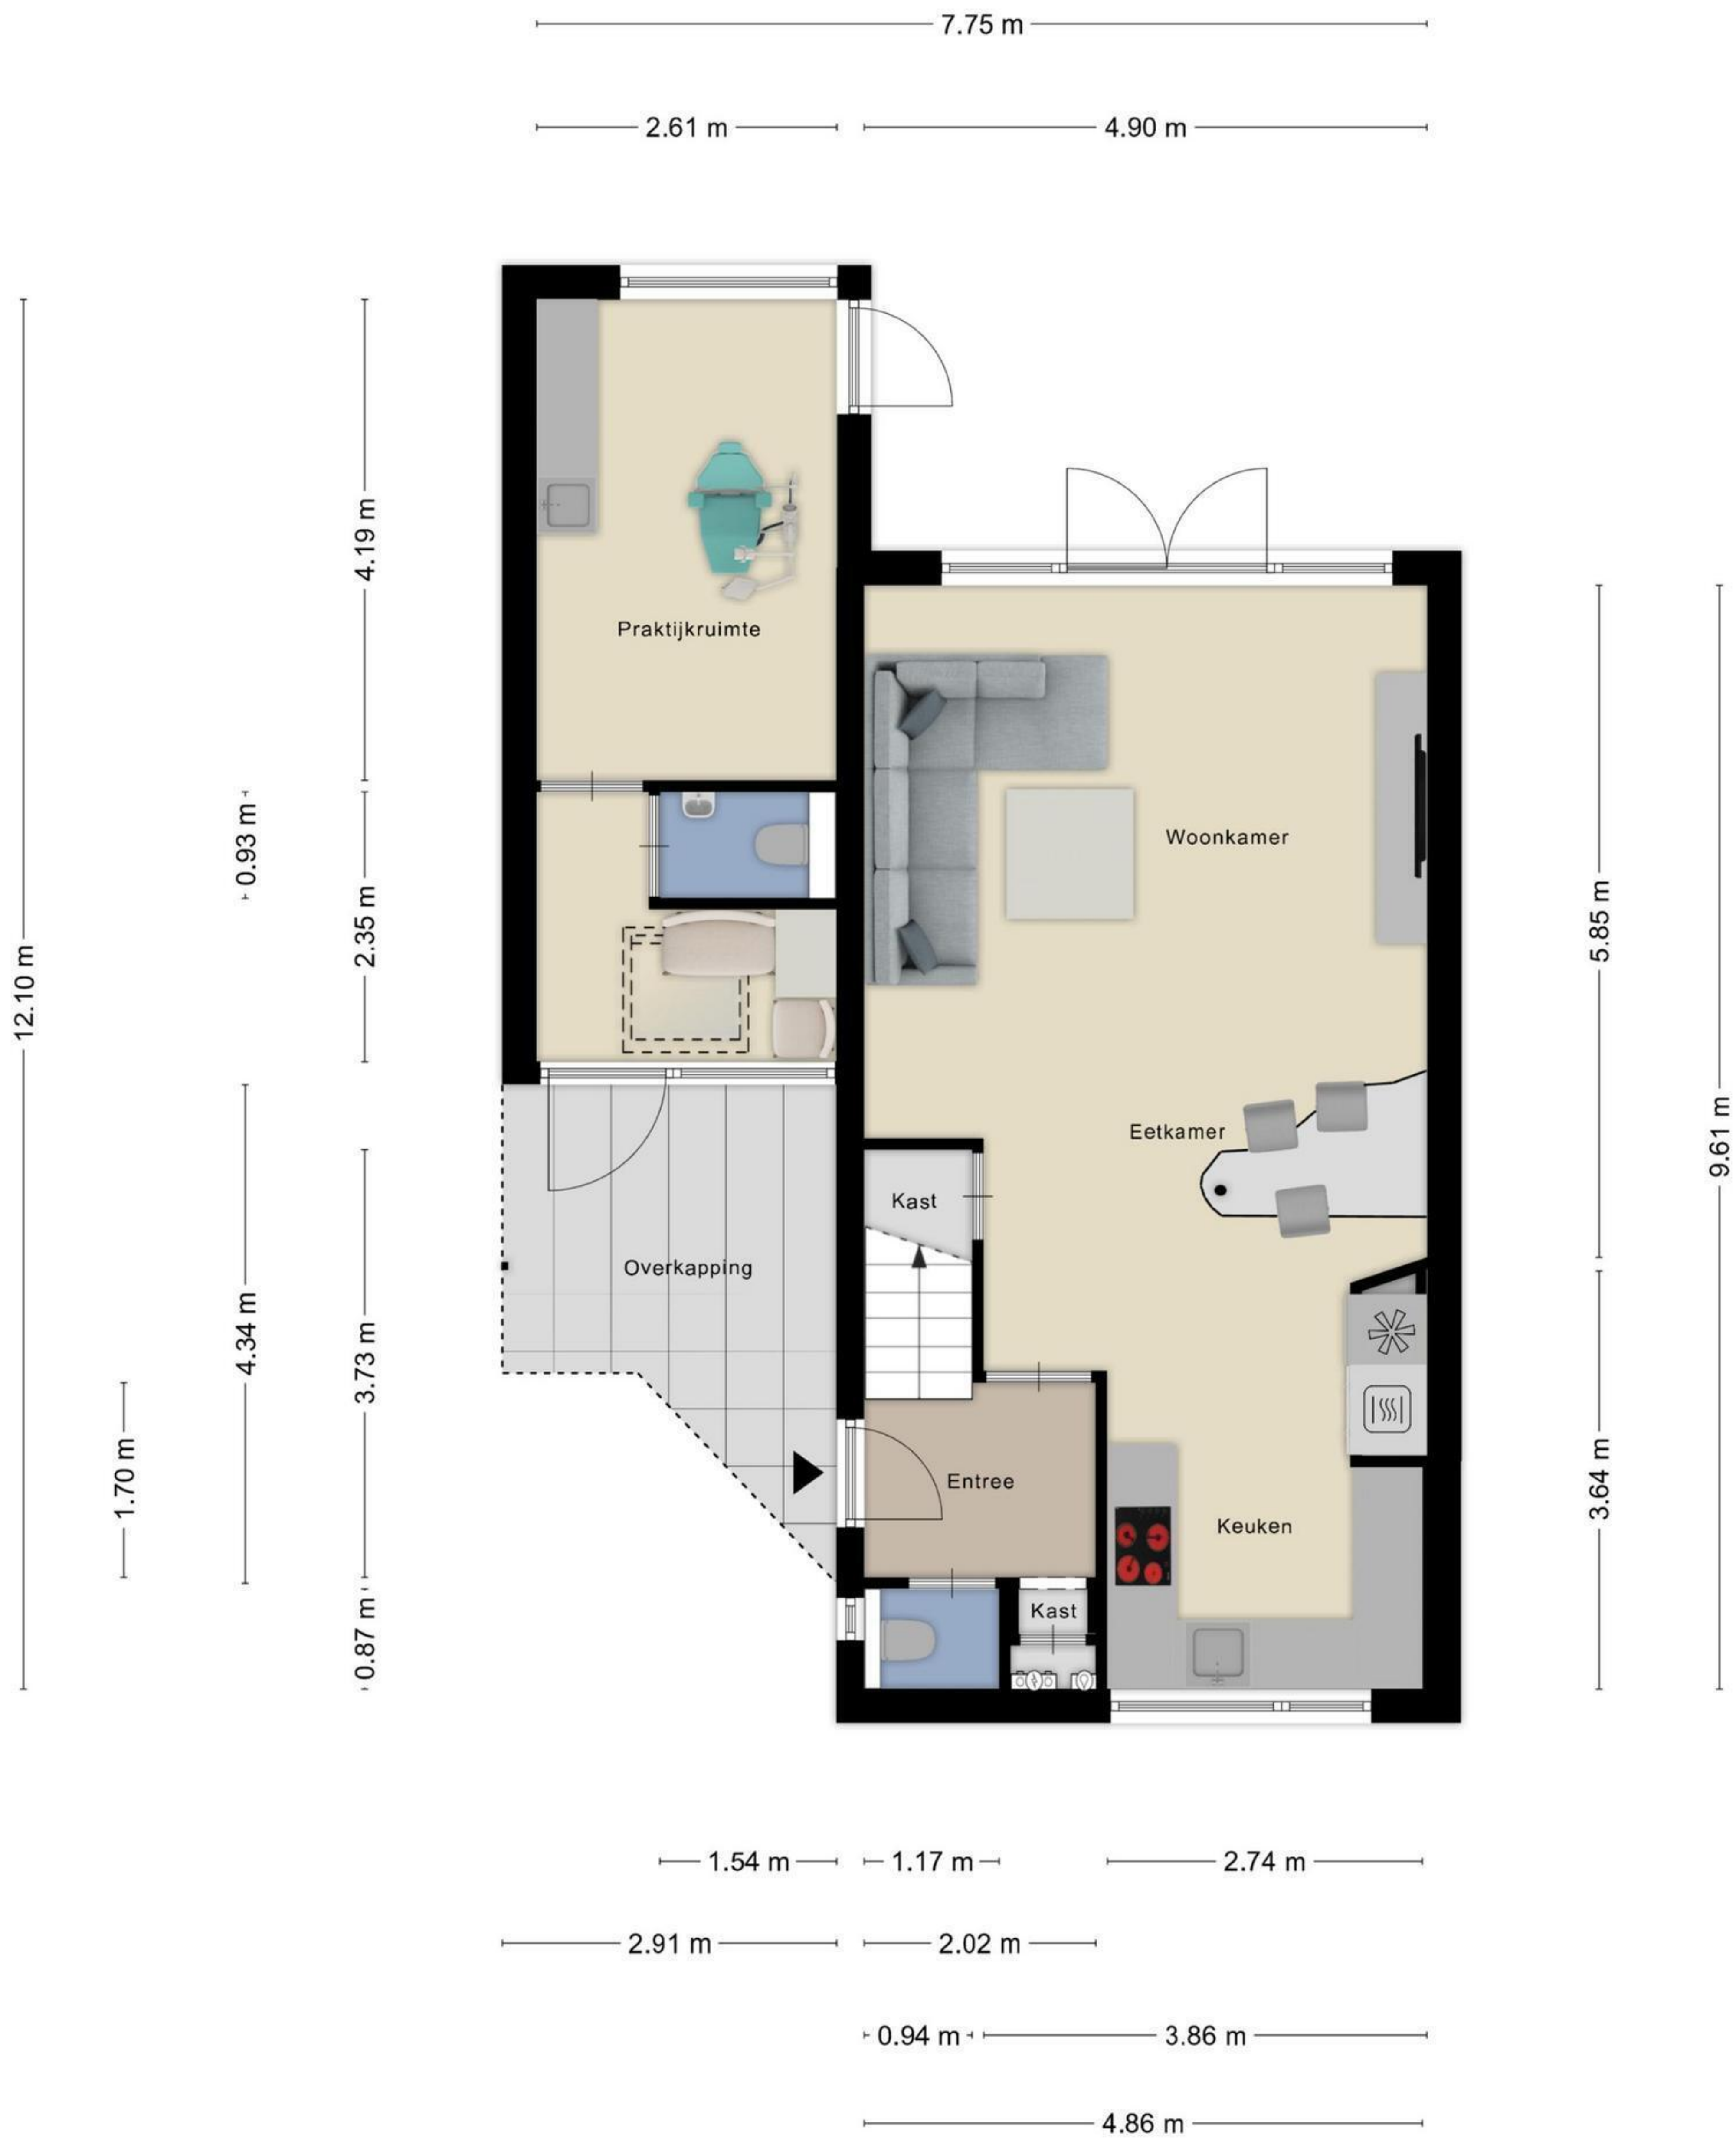 7.75 m
2.61 m
4.90 m
12.10 m
4.19 m
0.93 m
2.35 m
4.34 m
3.73 m
1.70 m
0.87 m
Praktijkruimte
Woonkamer
Eetkamer
Kast
Overkapping
Entree
Keuken
Kast
5.85 m
9.61 m
3.64 m
1.54 m
1.17 m
2.74 m
2.91 m
2.02 m
0.94 m
3.86 m
4.86 m